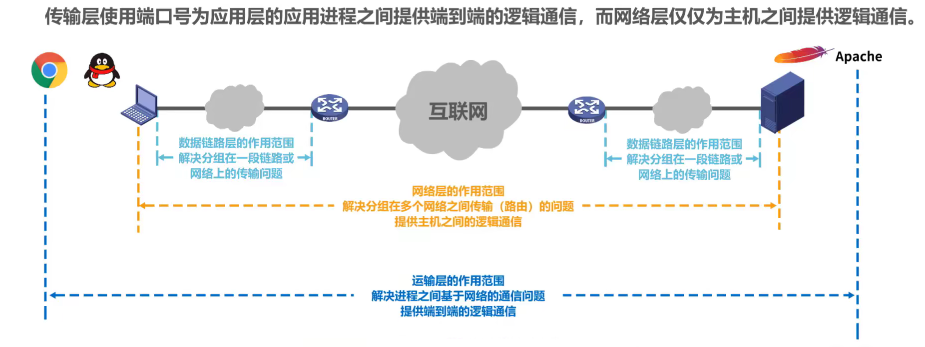 传输层使用端口号为应用层的应用进程之间提供端到端的逻辑通信，而网络层仅仅为主机之间提供逻辑通信。
Apache
互联网
ROUTER
ROUTER
数据链路层的作用范围
解决分组在一段链路或
网络上的传输问题
数据链路层的作用范围
解决分组在一段链路或
网络上的传输问题
网络层的作用范围
解决分组在多个网络之间传输（路由）的问题
提供主机之间的逻辑通信
运输层的作用范围
解决进程之间基于网络的通信问题
提供端到端的逻辑通信